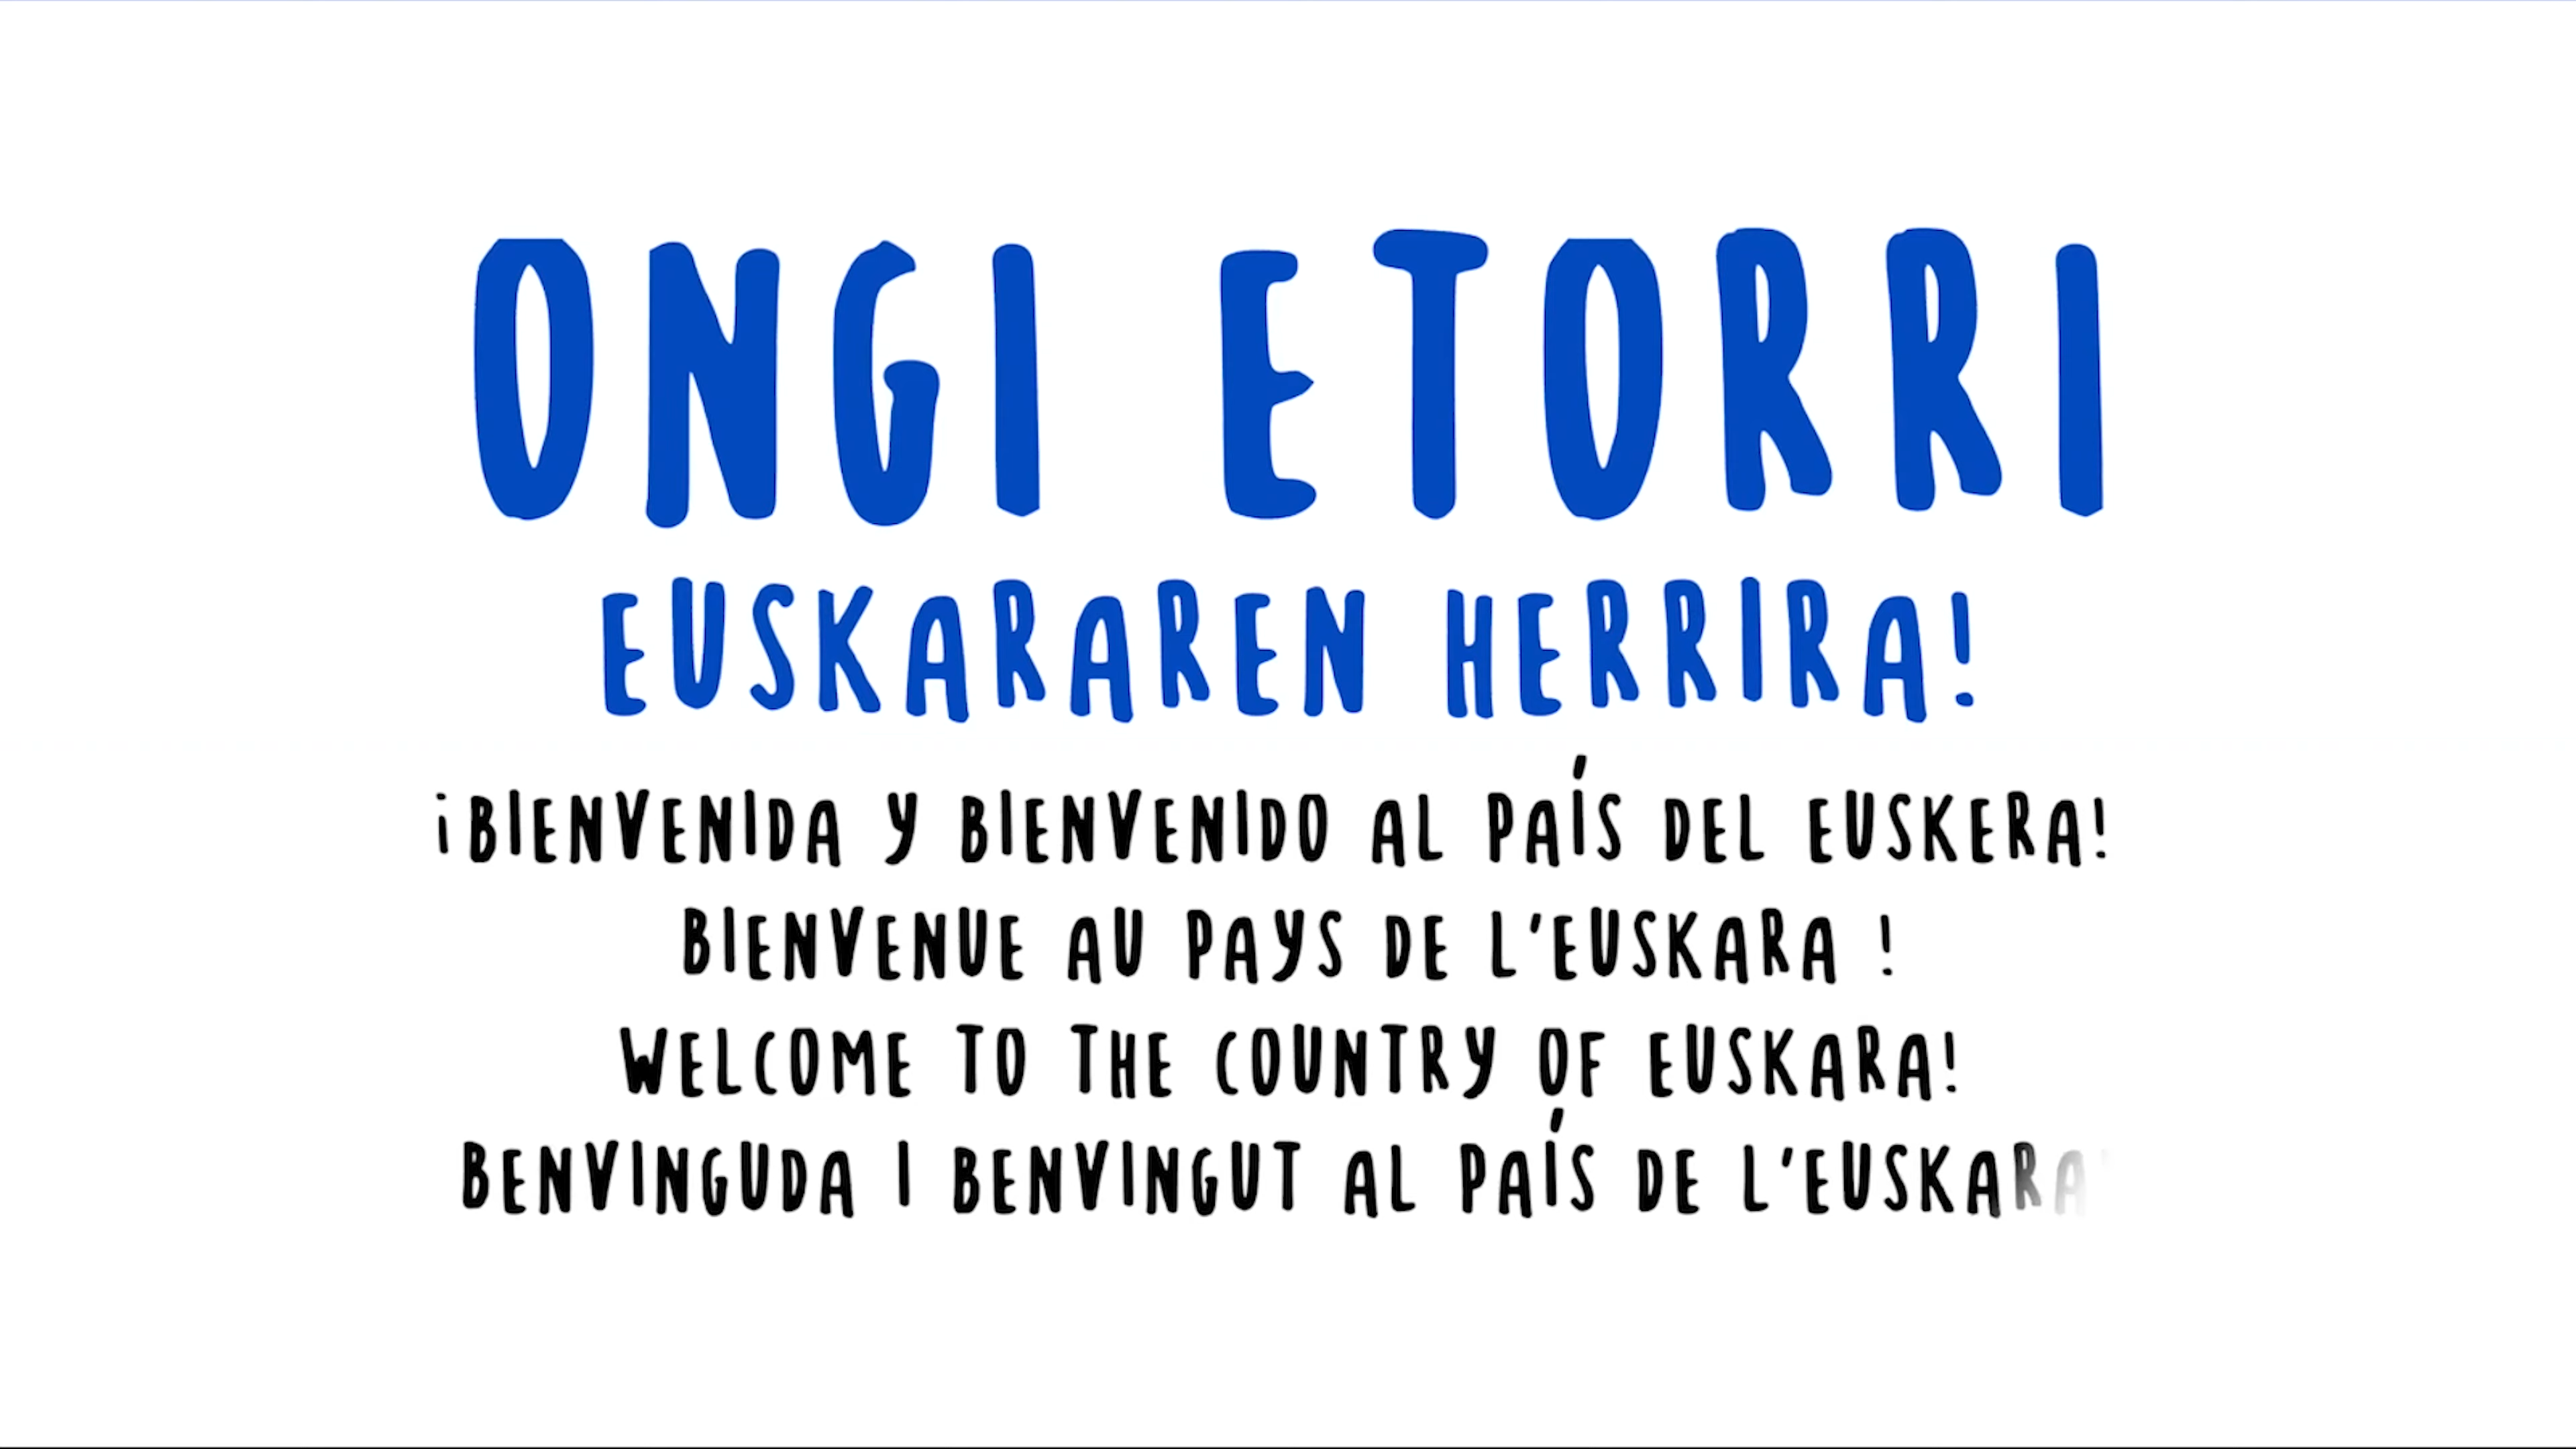 ONGI ETORRI
EUSKARAREN HERRIRA!
¡BIENVENIDA Y BIENVENIDO AL PAÍS DEL EUSKERA!
BIENVENUE AU PAYS DE L'EUSKARA !
WELCOME TO THE COUNTRY OF EUSKARA!
BENVINGUDA I BENVINGUT AL PAÍS DE L'EUSKARA